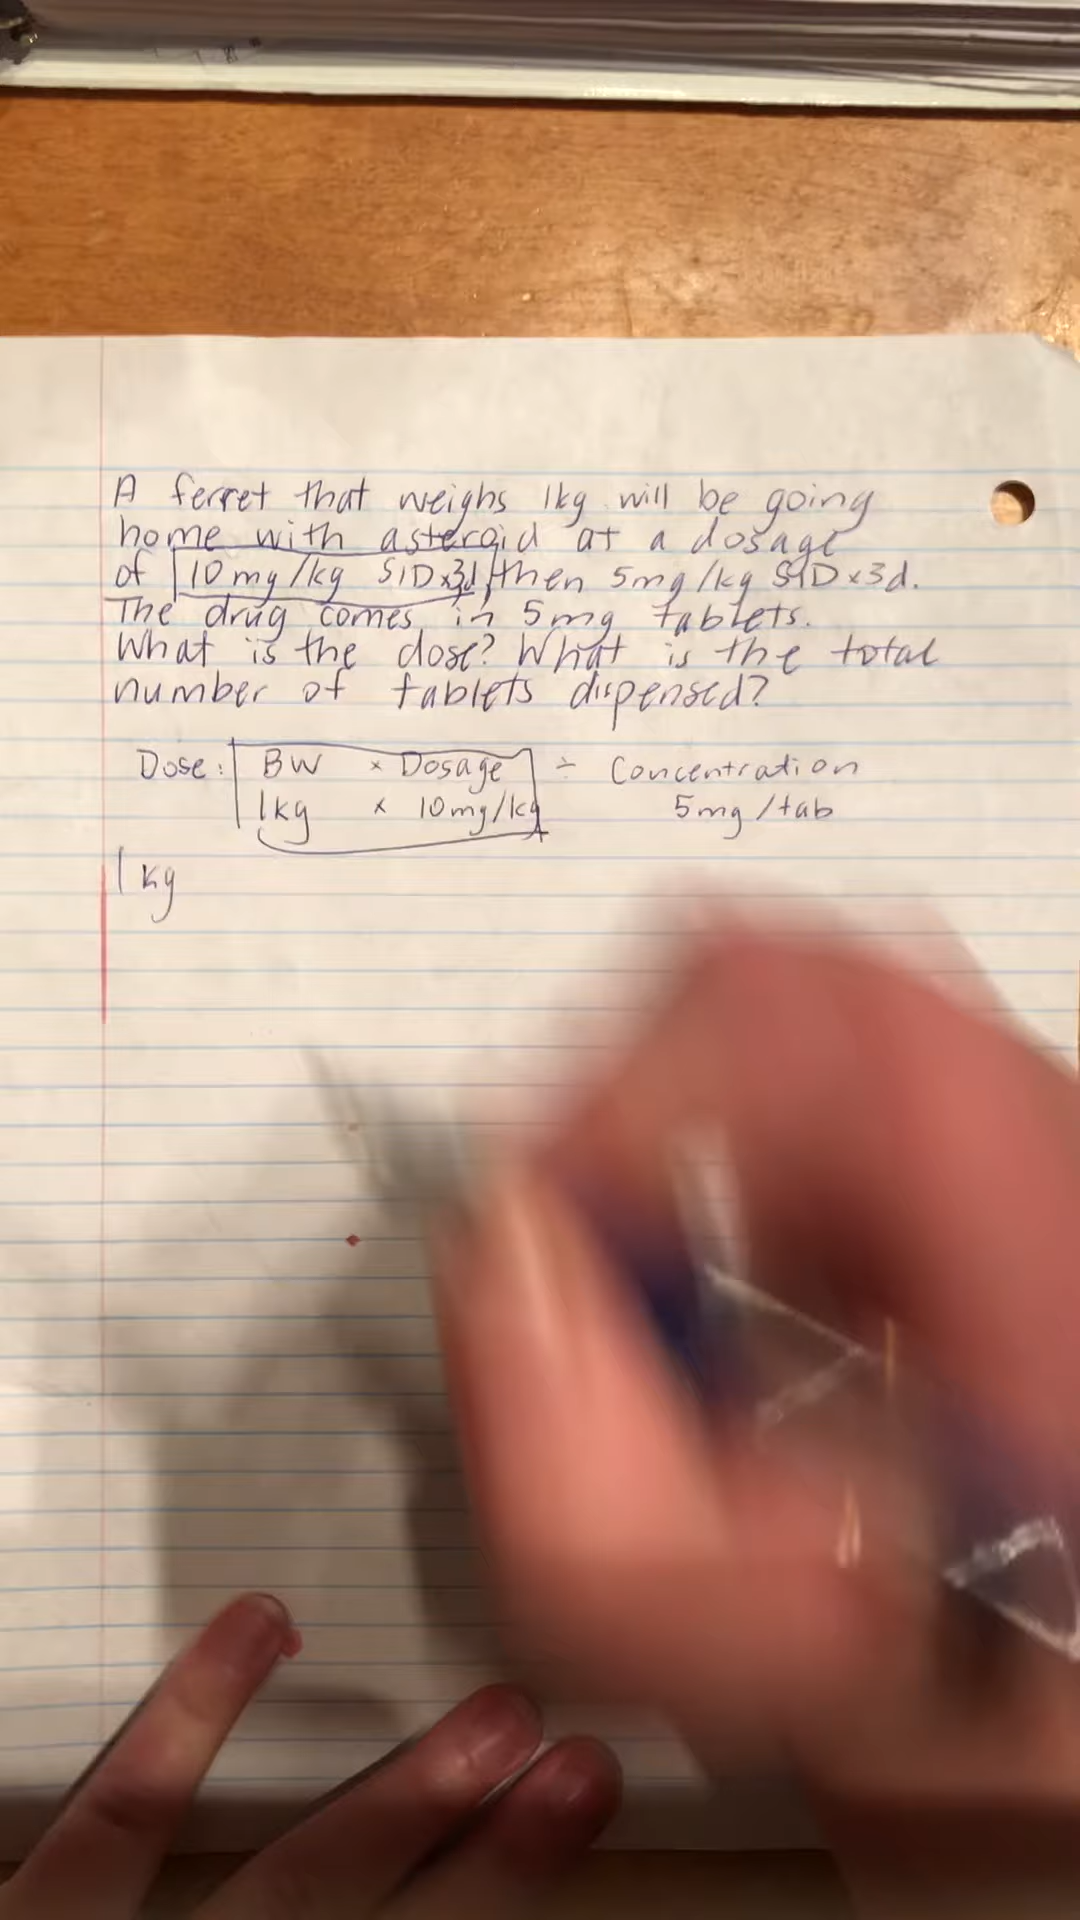 A ferret that weighs 1kg will be going
home with asteroid at a dosage
of 10mg/kg SID x3d, then 5mg/kg SID x3d.
The drug comes in 5mg tablets.
What is the dose? What is the total
number of tablets dispensed?
Dose: BW x Dosage ÷ Concentration
1kg x 10mg/kg 5mg/tab
1kg